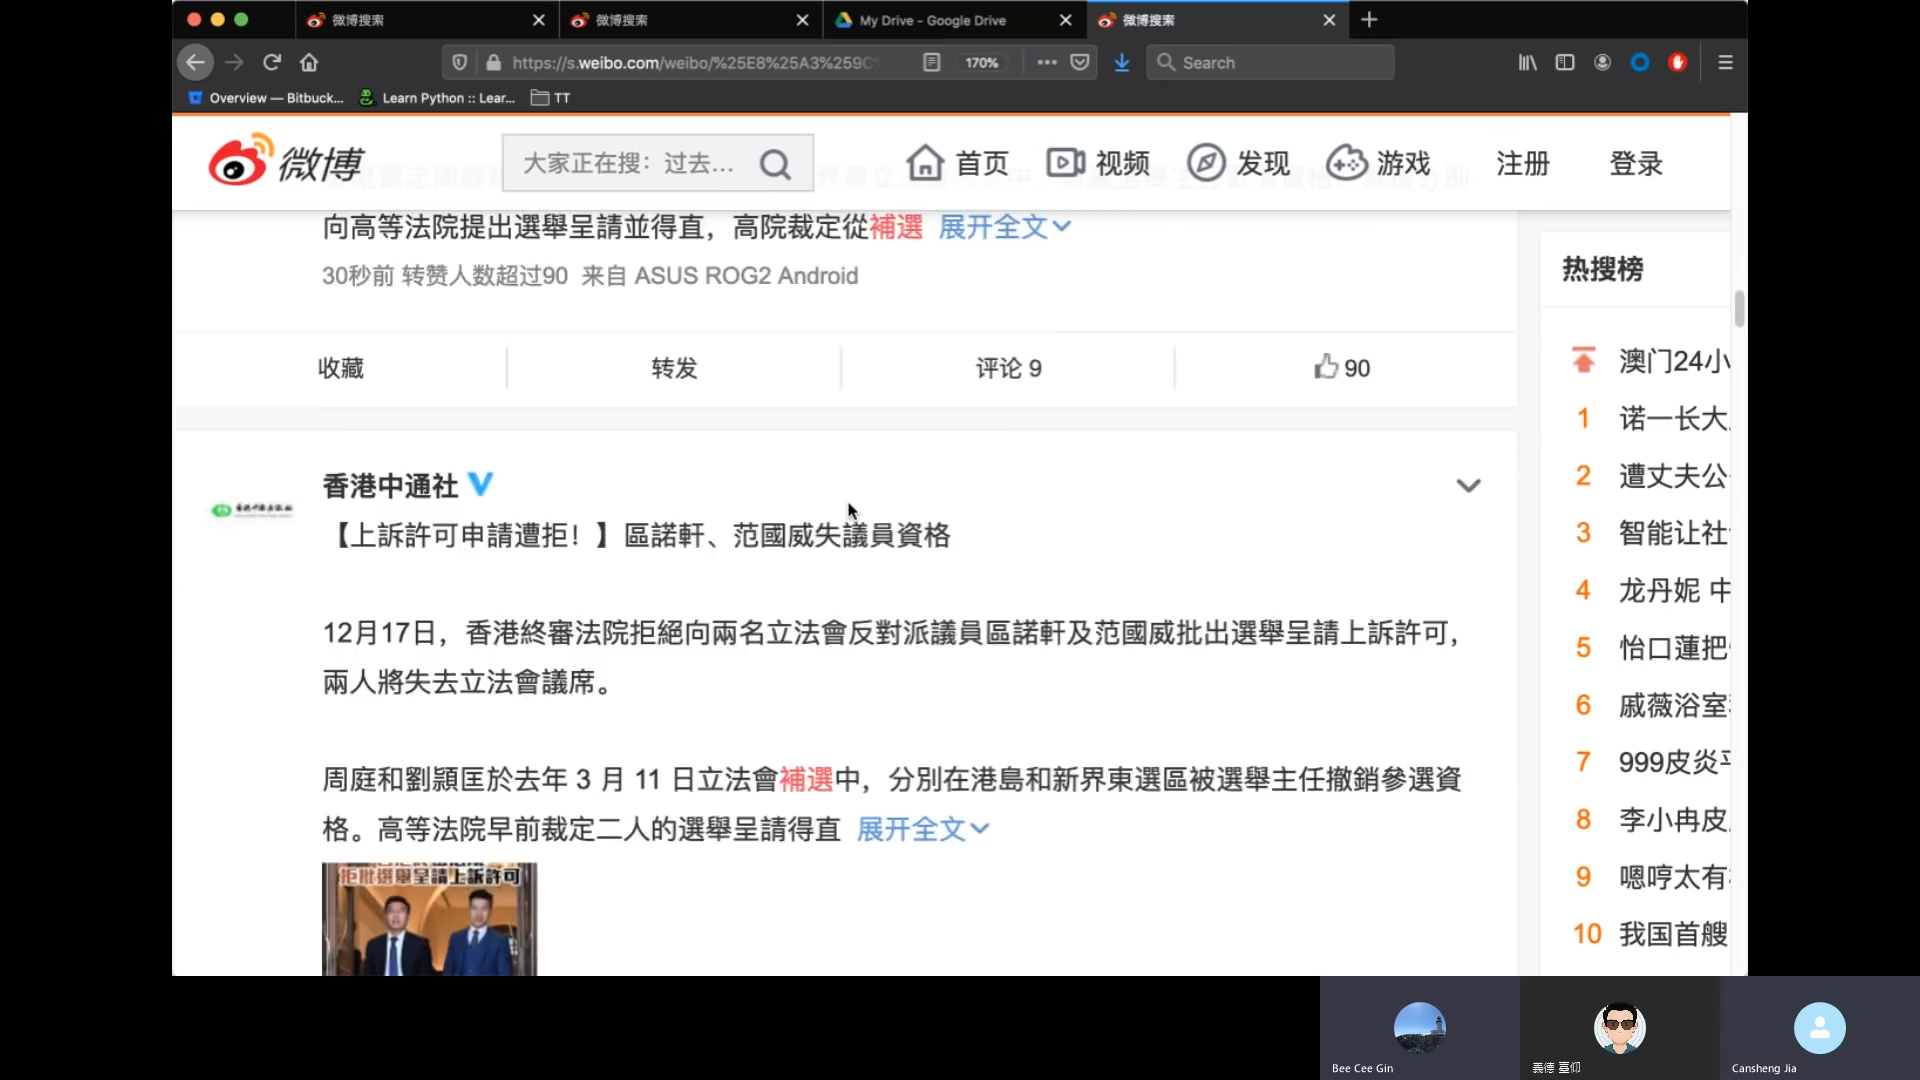 微博搜索
微博搜索
My Drive - Google Drive
微博搜索
https://s.weibo.com/weibo/%25E8%25A3%259C
170%
Search
Overview — Bitbuck...
Learn Python :: Lear...
TT
微博
大家正在搜：过去...
首页
视频
发现
游戏
注册
登录
向高等法院提出選舉呈請並得直，高院裁定從補選 展开全文
30秒前 转赞人数超过90 来自 ASUS ROG2 Android
收藏
转发
评论 9
90
香港中通社
【上訴許可申請遭拒！】區諾軒、范國威失議員資格
12月17日，香港終審法院拒絕向兩名立法會反對派議員區諾軒及范國威批出選舉呈請上訴許可，
兩人將失去立法會議席。
周庭和劉頴匡於去年 3 月 11 日立法會補選中，分別在港島和新界東選區被選舉主任撤銷參選資
格。高等法院早前裁定二人的選舉呈請得直 展开全文
拒批選舉呈請上訴許可
热搜榜
澳门24小
1 诺一长大
2 遭丈夫公
3 智能让社
4 龙丹妮 中
5 怡口蓮把
6 戚薇浴室
7 999皮炎平
8 李小冉皮
9 嗯哼太有
10 我国首艘
Bee Cee Gin
義德 臺仰
Cansheng Jia